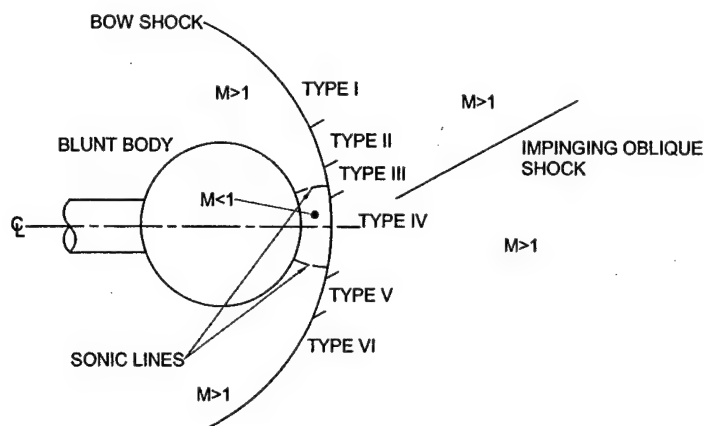 BOW SHOCK
M>1
TYPE I
M>1
BLUNT BODY
TYPE II
IMPINGING OBLIQUE
SHOCK
TYPE III
M<1
℄
TYPE IV
M>1
TYPE V
SONIC LINES
TYPE VI
M>1